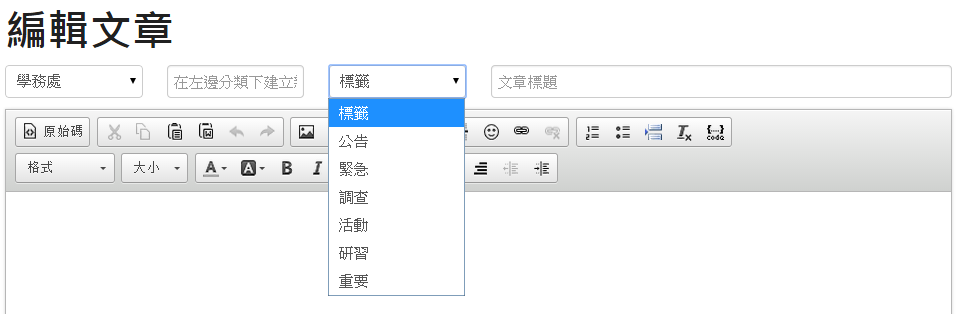 編輯文章
學務處 在左邊分類下建立 標籤 文章標題
標籤
公告
緊急
調查
活動
研習
重要
原始碼
格式 大小 A A B I